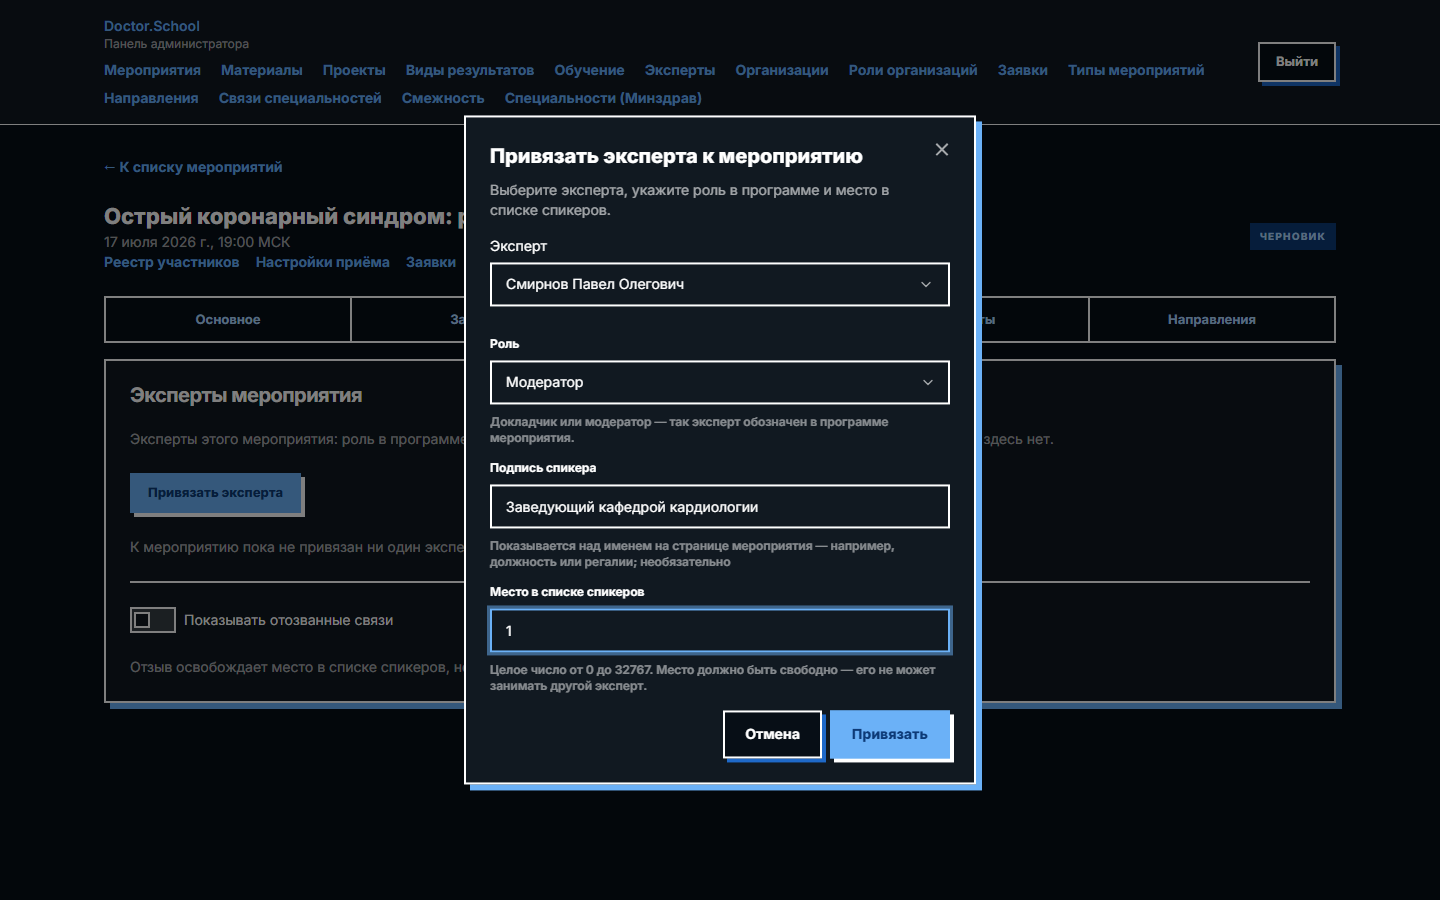 Doctor.School
Панель администратора
Мероприятия Материалы Проекты Виды результатов Обучение Эксперты Организации Роли организаций Заявки Типы мероприятий
Направления Связи специальностей Смежность Специальности (Минздрав)
Выйти
← К списку мероприятий
Острый коронарный синдром:
17 июля 2026 г., 19:00 МСК
ЧЕРНОВИК
Реестр участников Настройки приёма Заявки
Основное
Направления
Эксперты мероприятия
Эксперты этого мероприятия: роль в программе
здесь нет.
Привязать эксперта
К мероприятию пока не привязан ни один
Показывать отозванные связи
Отзыв освобождает место в списке спикеров,
Привязать эксперта к мероприятию
Выберите эксперта, укажите роль в программе и место в
списке спикеров.
Эксперт
Смирнов Павел Олегович
Роль
Модератор
Докладчик или модератор — так эксперт обозначен в программе
мероприятия.
Подпись спикера
Заведующий кафедрой кардиологии
Показывается над именем на странице мероприятия — например,
должность или регалии; необязательно
Место в списке спикеров
1
Целое число от 0 до 32767. Место должно быть свободно — его не может
занимать другой эксперт.
Отмена Привязать